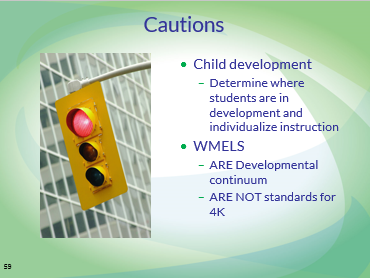 Cautions
• Child development
– Determine where
students are in
development and
individualize instruction
• WMELS
– ARE Developmental
continuum
– ARE NOT standards for
4K
59